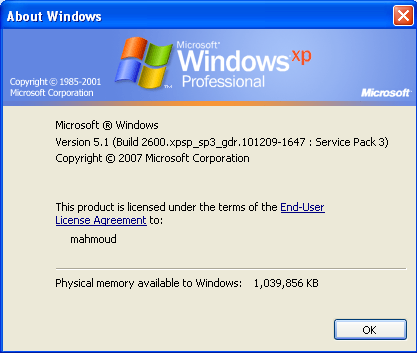 About Windows
Microsoft®
Windows xp
Professional
Copyright © 1985-2001
Microsoft Corporation
Microsoft
Microsoft ® Windows
Version 5.1 (Build 2600.xpsp_sp3_gdr.101209-1647 : Service Pack 3)
Copyright © 2007 Microsoft Corporation
This product is licensed under the terms of the End-User
License Agreement to:
mahmoud
Physical memory available to Windows: 1,039,856 KB
OK